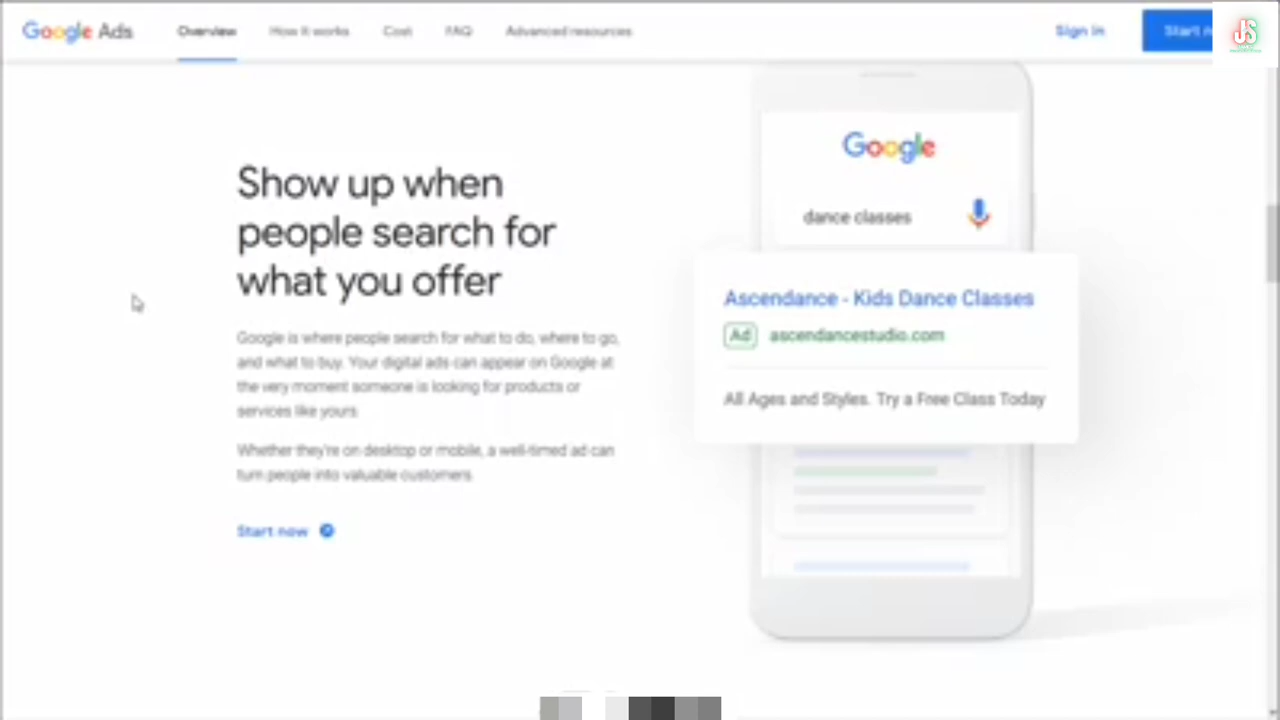 Google Ads
Overview How it works Cost FAQ Advanced resources Sign in Start
JS
Google
dance classes
Show up when
people search for
what you offer
Google is where people search for what to do, where to go,
and what to buy. Your digital ads can appear on Google at
the very moment someone is looking for products or
services like yours
Whether they're on desktop or mobile, a well-timed ad can
turn people into valuable customers
Start now
Ascendance - Kids Dance Classes
Ad ascendancestudio.com
All Ages and Styles. Try a Free Class Today